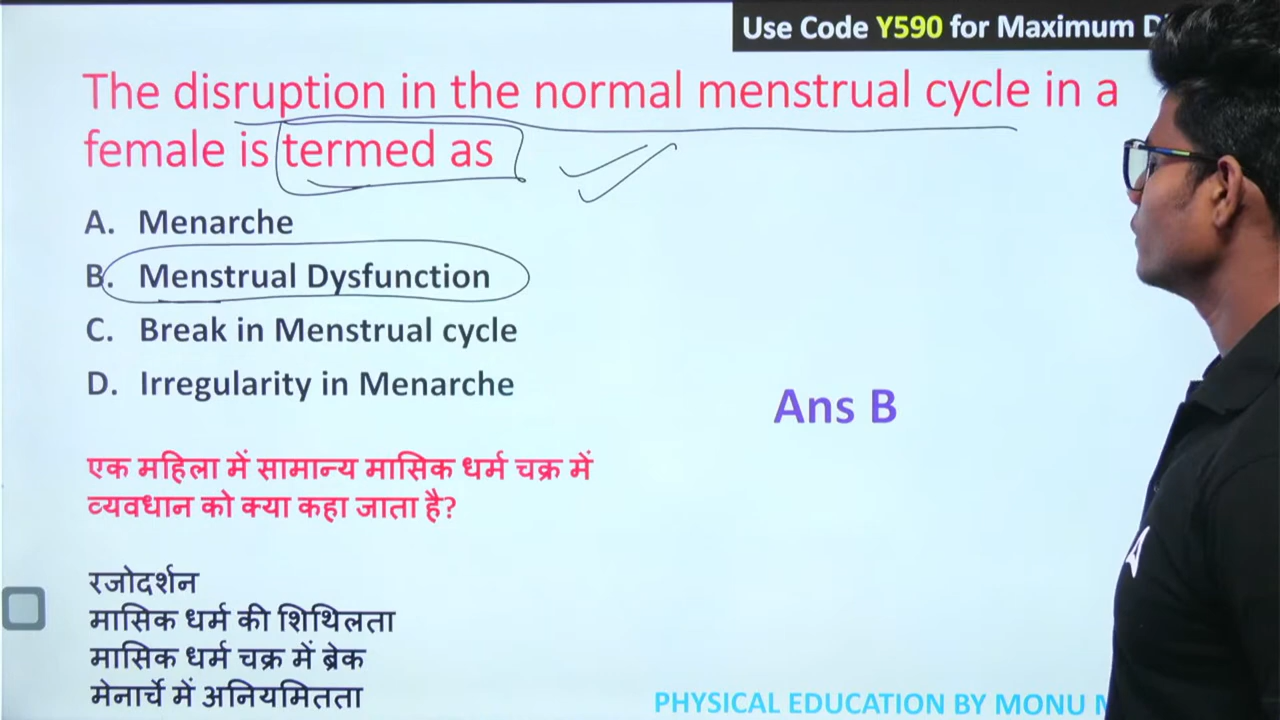 Use Code Y590 for Maximum
The disruption in the normal menstrual cycle in a
female is termed as
A. Menarche
B. Menstrual Dysfunction
C. Break in Menstrual cycle
D. Irregularity in Menarche
Ans B
एक महिला में सामान्य मासिक धर्म चक्र में
व्यवधान को क्या कहा जाता है?
रजोदर्शन
मासिक धर्म की शिथिलता
मासिक धर्म चक्र में ब्रेक
मेनार्चे में अनियमितता
PHYSICAL EDUCATION BY MONU